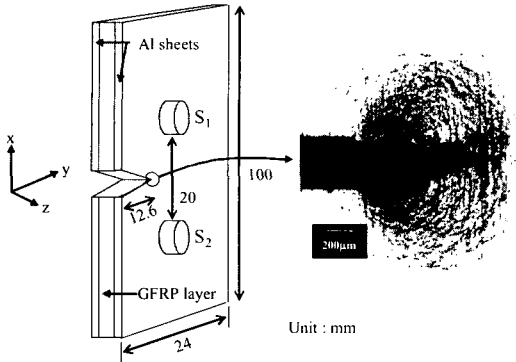 Al sheets
S1
x
y
z
100
12.6
20
S2
200μm
GFRP layer
24
Unit : mm